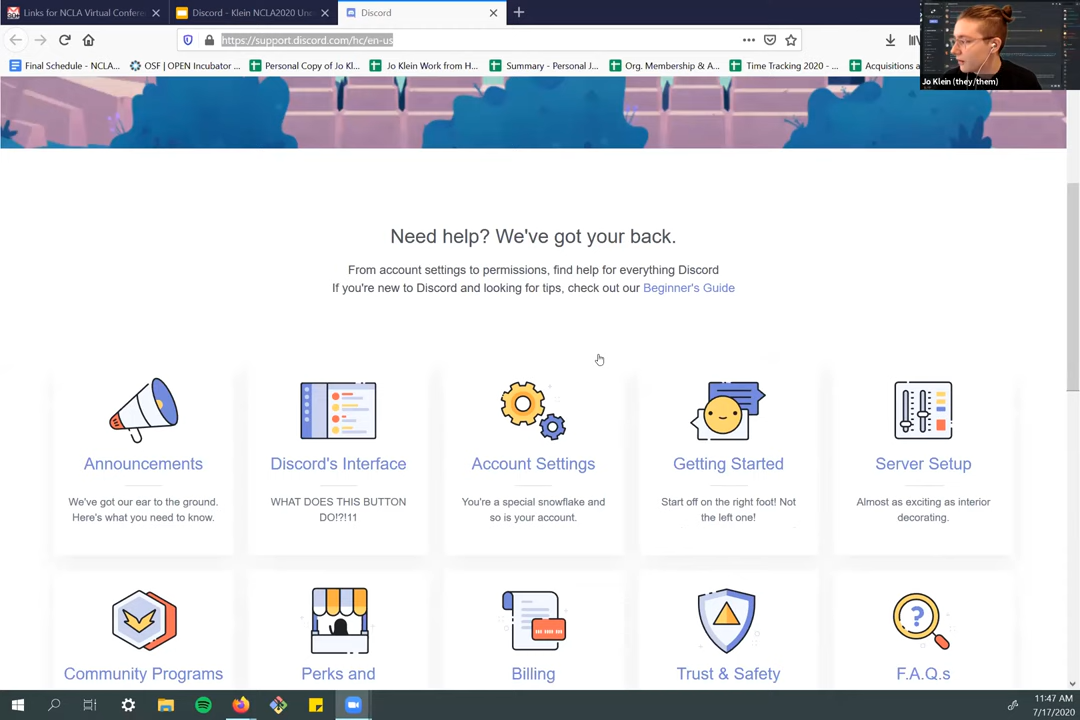 Links for NCLA Virtual Confere
Discord - Klein NCLA2020 Unc
Discord
https://support.discord.com/hc/en-us
Final Schedule - NCLA...
OSF | OPEN Incubator ...
Personal Copy of Jo Kl...
Jo Klein Work from H...
Summary - Personal J...
Org. Membership & A...
Time Tracking 2020 - ...
Acquisitions a
Jo Klein (they/them)
Need help? We've got your back.
From account settings to permissions, find help for everything Discord
If you're new to Discord and looking for tips, check out our Beginner's Guide
Announcements
We've got our ear to the ground.
Here's what you need to know.
Discord's Interface
WHAT DOES THIS BUTTON
DO!?!11
Account Settings
You're a special snowflake and
so is your account.
Getting Started
Start off on the right foot! Not
the left one!
Server Setup
Almost as exciting as interior
decorating.
Community Programs
Perks and
Billing
Trust & Safety
F.A.Q.s
11:47 AM
7/17/2020